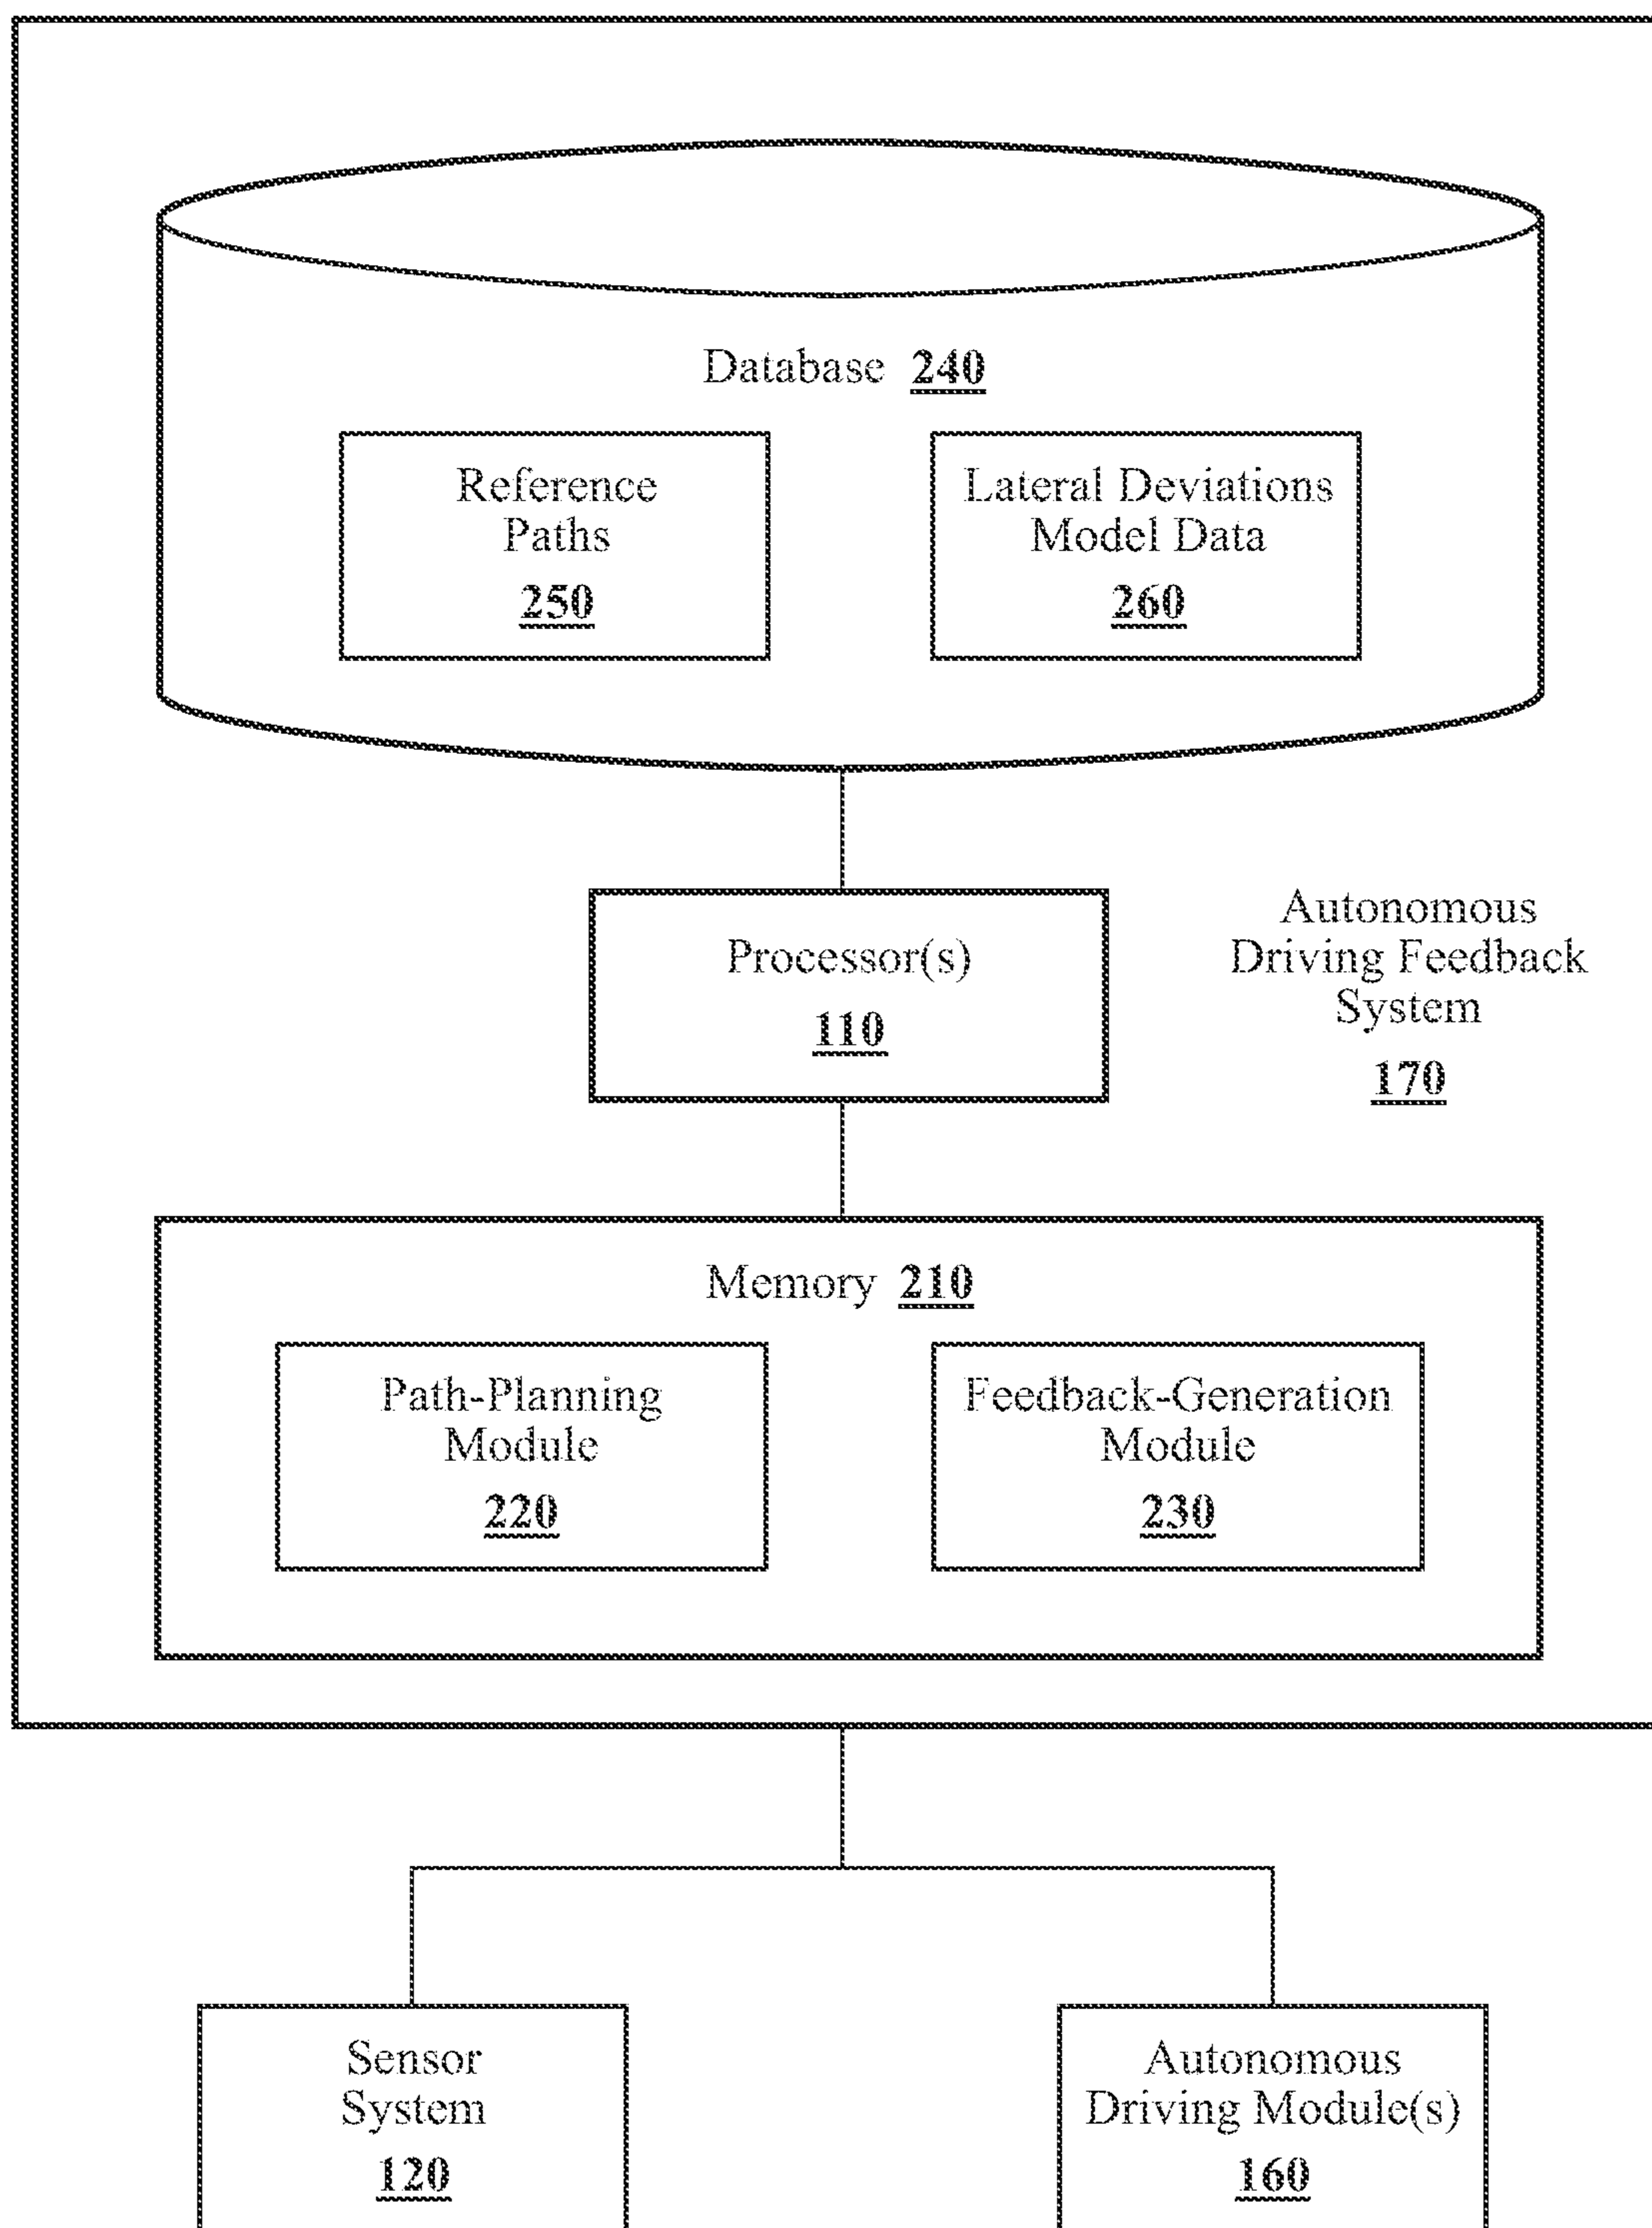 Database 240
Reference
Paths
250
Lateral Deviations
Model Data
260
Processor(s)
110
Autonomous
Driving Feedback
System
170
Memory 210
Path-Planning
Module
220
Feedback-Generation
Module
230
Sensor
System
120
Autonomous
Driving Module(s)
160